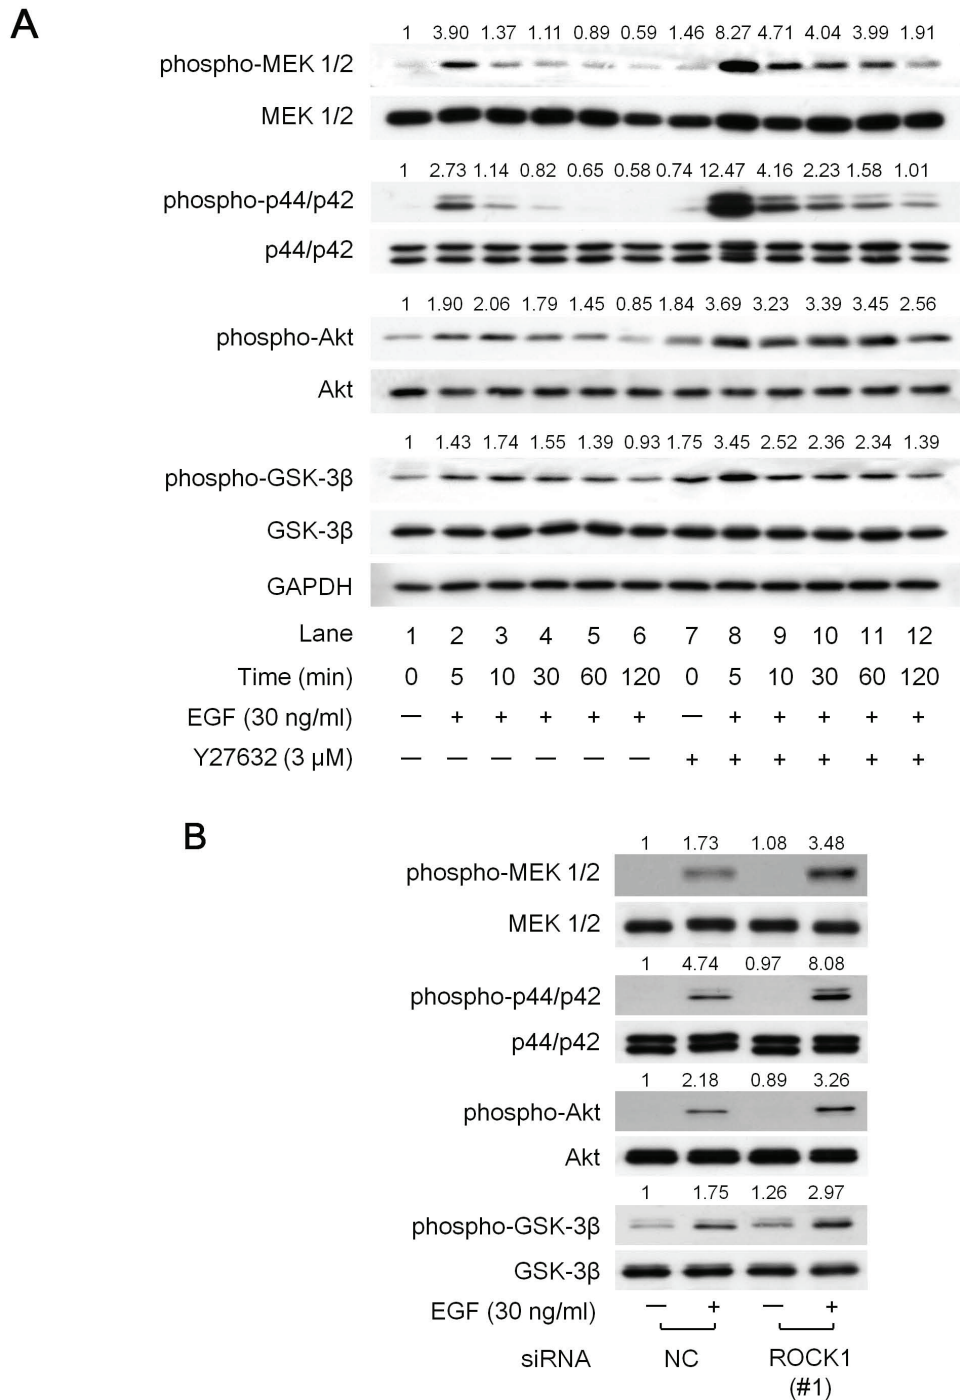 A
1 3.90 1.37 1.11 0.89 0.59 1.46 8.27 4.71 4.04 3.99 1.91
phospho-MEK 1/2
MEK 1/2
1 2.73 1.14 0.82 0.65 0.58 0.74 12.47 4.16 2.23 1.58 1.01
phospho-p44/p42
p44/p42
1 1.90 2.06 1.79 1.45 0.85 1.84 3.69 3.23 3.39 3.45 2.56
phospho-Akt
Akt
1 1.43 1.74 1.55 1.39 0.93 1.75 3.45 2.52 2.36 2.34 1.39
phospho-GSK-3β
GSK-3β
GAPDH
Lane 1 2 3 4 5 6 7 8 9 10 11 12
Time (min) 0 5 10 30 60 120 0 5 10 30 60 120
EGF (30 ng/ml) — + + + + + — + + + + +
Y27632 (3 µM) — — — — — — + + + + + +
B
1 1.73 1.08 3.48
phospho-MEK 1/2
MEK 1/2
1 4.74 0.97 8.08
phospho-p44/p42
p44/p42
1 2.18 0.89 3.26
phospho-Akt
Akt
1 1.75 1.26 2.97
phospho-GSK-3β
GSK-3β
EGF (30 ng/ml) — + — +
siRNA NC ROCK1
(#1)